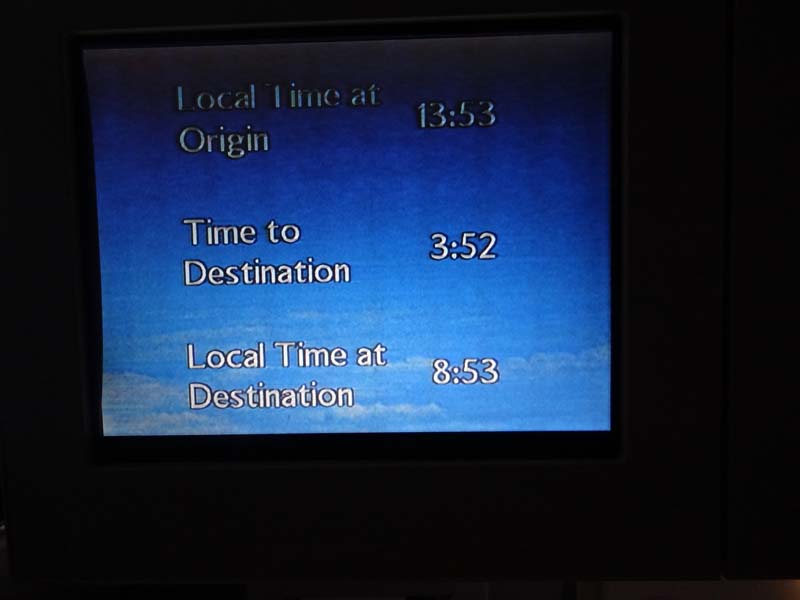 Local Time at
Origin
13:53
Time to
Destination
3:52
Local Time at
Destination
8:53